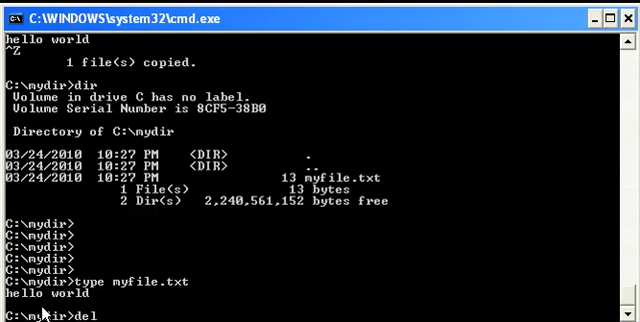 C:\WINDOWS\system32\cmd.exe
hello world
^Z
1 file(s) copied.
C:\mydir>dir
Volume in drive C has no label.
Volume Serial Number is 8CF5-38B0
Directory of C:\mydir
03/24/2010 10:27 PM <DIR> .
03/24/2010 10:27 PM <DIR> ..
03/24/2010 10:27 PM 13 myfile.txt
1 File(s) 13 bytes
2 Dir(s) 2,240,561,152 bytes free
C:\mydir>
C:\mydir>
C:\mydir>
C:\mydir>
C:\mydir>
C:\mydir>type myfile.txt
hello world
C:\mydir>del